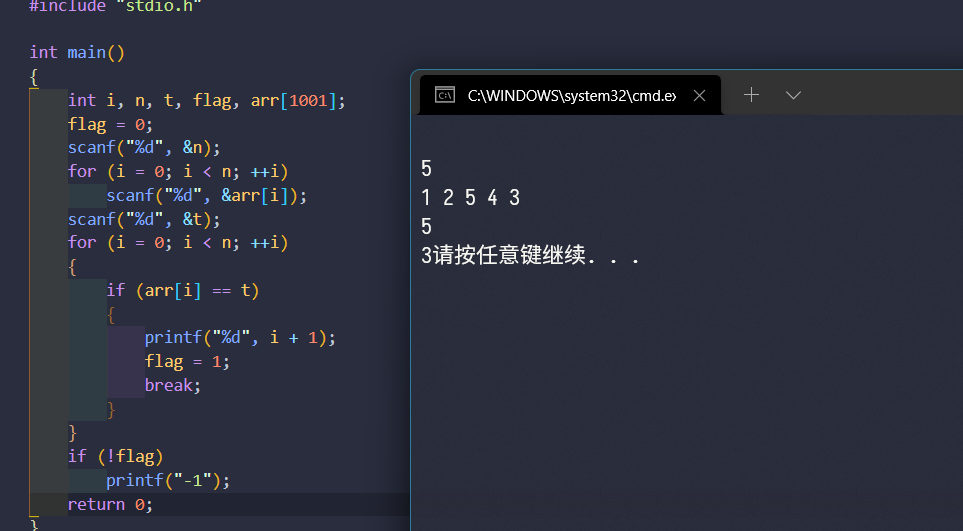 #include "stdio.h"
int main()
{
int i, n, t, flag, arr[1001];
flag = 0;
scanf("%d", &n);
for (i = 0; i < n; ++i)
scanf("%d", &arr[i]);
scanf("%d", &t);
for (i = 0; i < n; ++i)
{
if (arr[i] == t)
{
printf("%d", i + 1);
flag = 1;
break;
}
}
if (!flag)
printf("-1");
return 0;
}
C:\WINDOWS\system32\cmd.ex
5
1 2 5 4 3
5
3请按任意键继续. . .